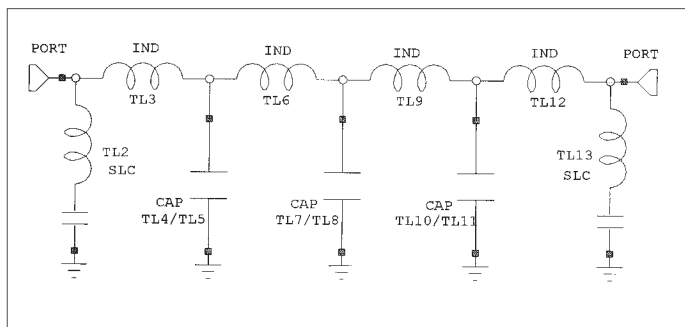 PORT
IND
IND
IND
IND
PORT
TL3
TL6
TL9
TL12
TL2
SLC
TL13
SLC
CAP
TL4/TL5
CAP
TL7/TL8
CAP
TL10/TL11